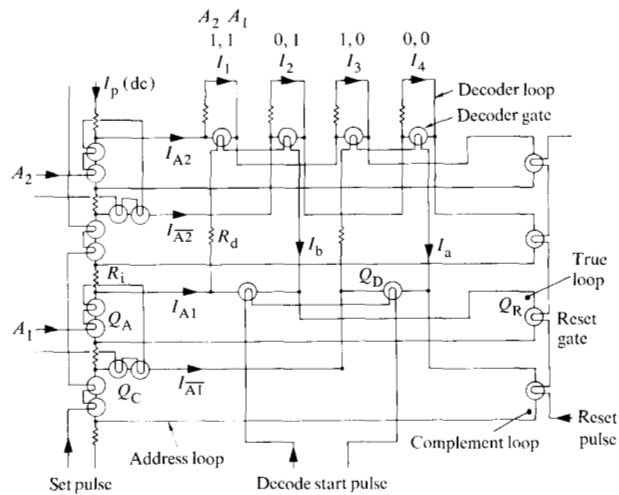 A2 A1
1, 1 0, 1 1, 0 0, 0
I1 I2 I3 I4
Ip (dc)
Decoder loop
Decoder gate
IA2
A2
IA2̅
Rd
Ib
Ia
Ri
QD
True
loop
IA1
QA
QR
A1
Reset
gate
QC
IA1̅
Reset
pulse
Address loop
Complement loop
Set pulse
Decode start pulse